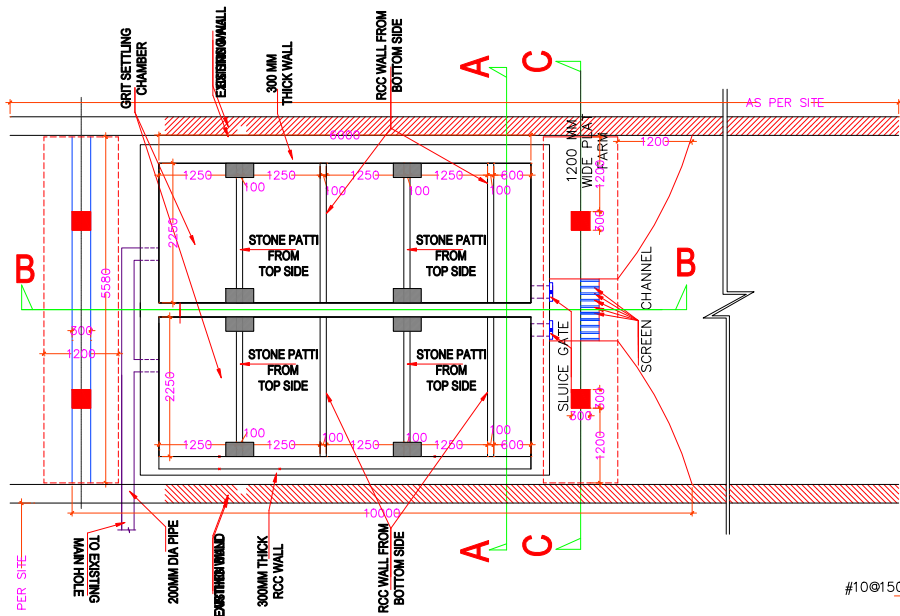 GRIT SETTLING
CHAMBER
300 MM
THICK WALL
RCC WALL FROM
BOTTOM SIDE
A
C
AS PER SITE
6000
1200 MM
WIDE PLAT
FARM
1200
1200
1250
1250
1250
1250
600
100
100
100
100
300
2250
STONE PATTI
FROM
TOP SIDE
STONE PATTI
FROM
TOP SIDE
B
B
5580
300
1200
SLUICE GATE
SCREEN CHANNEL
2250
STONE PATTI
FROM
TOP SIDE
STONE PATTI
FROM
TOP SIDE
300
300
1200
100
100
100
100
1250
1250
1250
1250
600
10000
A
C
TO EXISTING
MAIN HOLE
200MM DIA PIPE
300MM THICK
RCC WALL
RCC WALL FROM
BOTTOM SIDE
PER SITE
#10@150